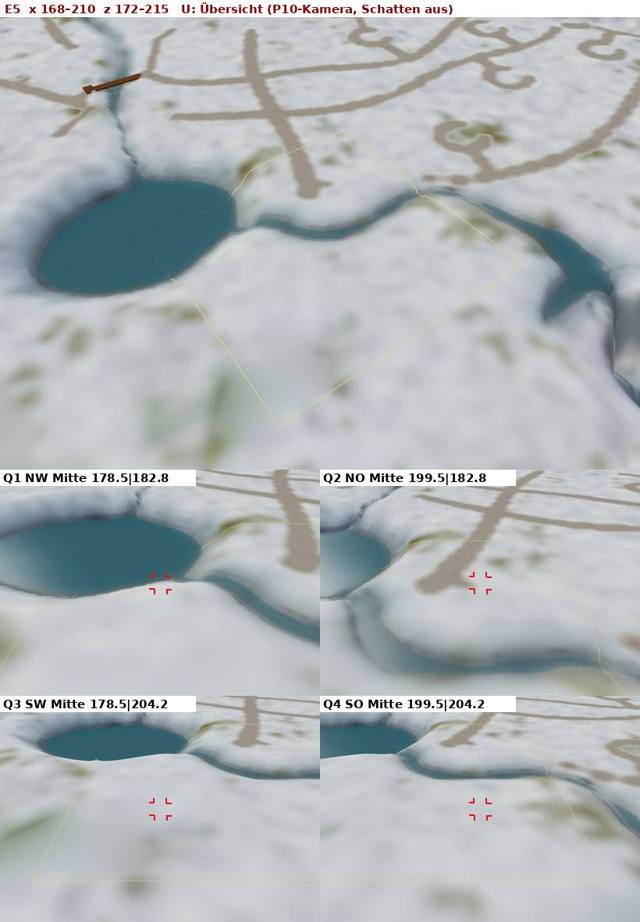 E5 x 168-210 z 172-215 U: Übersicht (P10-Kamera, Schatten aus)
Q1 NW Mitte 178.5|182.8
Q2 NO Mitte 199.5|182.8
Q3 SW Mitte 178.5|204.2
Q4 SO Mitte 199.5|204.2